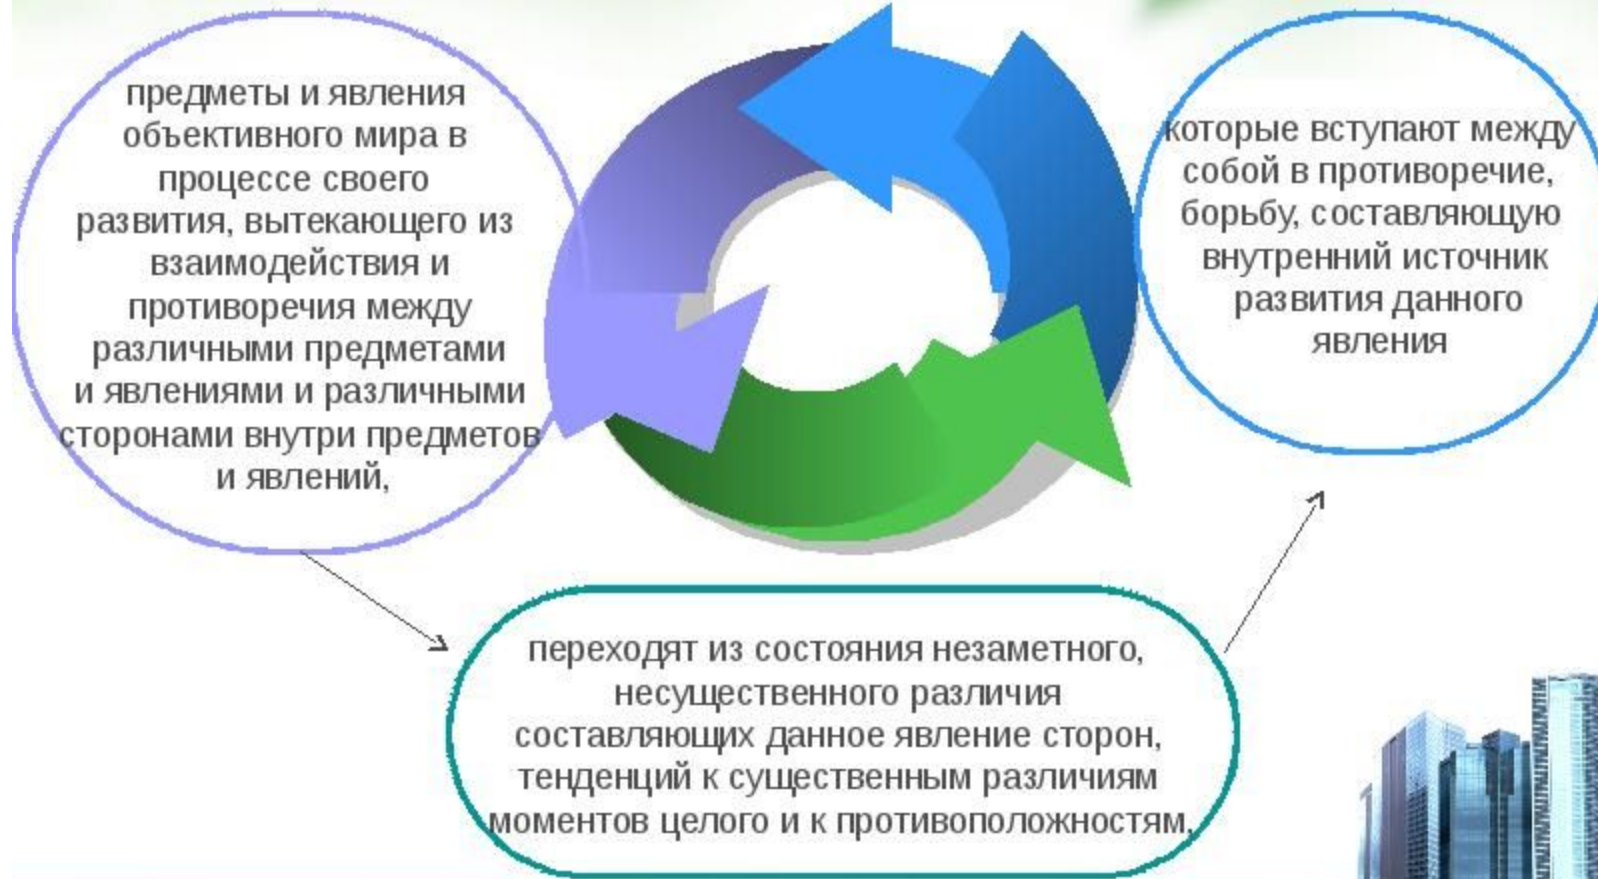 предметы и явления
объективного мира в
процессе своего
развития, вытекающего из
взаимодействия и
противоречия между
различными предметами
и явлениями и различными
сторонами внутри предметов
и явлений,
переходят из состояния незаметного,
несущественного различия
составляющих данное явление сторон,
тенденций к существенным различиям
моментов целого и к противоположностям,
которые вступают между
собой в противоречие,
борьбу, составляющую
внутренний источник
развития данного
явления